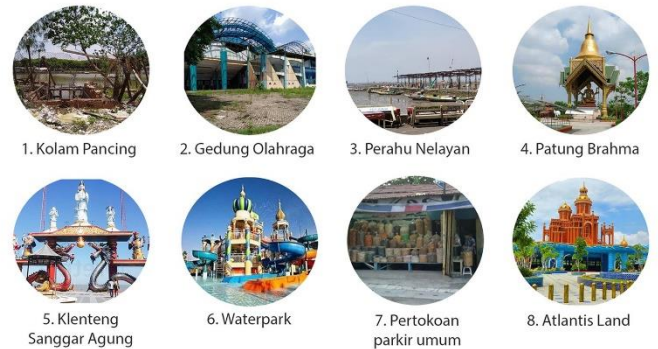 1. Kolam Pancing
2. Gedung Olahraga
3. Perahu Nelayan
4. Patung Brahma
5. Klenteng
Sanggar Agung
6. Waterpark
7. Pertokoan
parkir umum
8. Atlantis Land